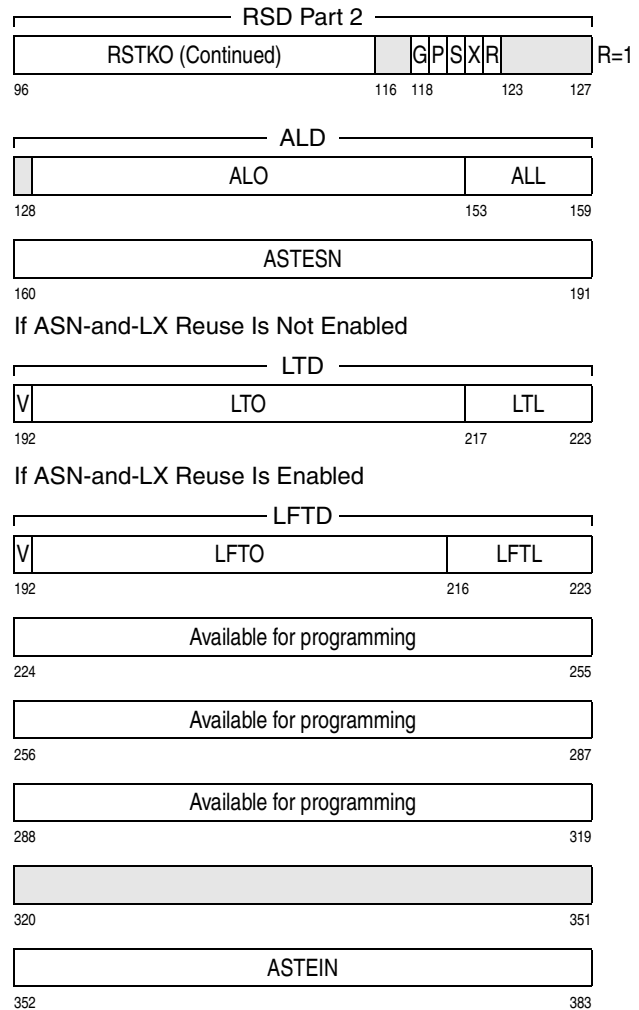 RSD Part 2
RSTKO (Continued) G P S X R R=1
96 116 118 123 127
ALD
ALO ALL
128 153 159
ASTESN
160 191
If ASN-and-LX Reuse Is Not Enabled
LTD
V LTO LTL
192 217 223
If ASN-and-LX Reuse Is Enabled
LFTD
V LFTO LFTL
192 216 223
Available for programming
224 255
Available for programming
256 287
Available for programming
288 319
320 351
ASTEIN
352 383